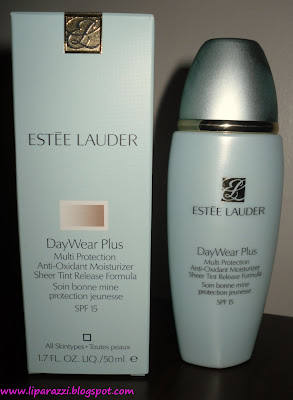 ESTĒE LAUDER
DayWear Plus
Multi Protection
Anti-Oxidant Moisturizer
Sheer Tint Release Formula
Soin bonne mine
protection jeunesse
SPF 15
All Skintypes • Toutes peaux
1.7 FL. OZ. LIQ./50 ml e
ESTĒE LAUDER
DayWear Plus
Multi Protection
Anti-Oxidant Moisturizer
Sheer Tint Release Formula
Soin bonne mine
protection jeunesse
SPF 15
www.liparazzi.blogspot.com